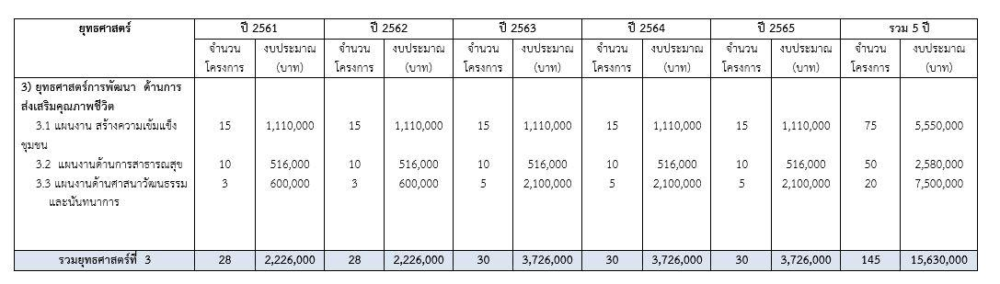 ยุทธศาสตร์ ปี 2561 ปี 2562 ปี 2563 ปี 2564 ปี 2565 รวม 5 ปี
จำนวน งบประมาณ จำนวน งบประมาณ จำนวน งบประมาณ จำนวน งบประมาณ จำนวน งบประมาณ จำนวน งบประมาณ
โครงการ (บาท) โครงการ (บาท) โครงการ (บาท) โครงการ (บาท) โครงการ (บาท) โครงการ (บาท)
3) ยุทธศาสตร์การพัฒนา ด้านการ
ส่งเสริมคุณภาพชีวิต
3.1 แผนงาน สร้างความเข้มแข็ง 15 1,110,000 15 1,110,000 15 1,110,000 15 1,110,000 15 1,110,000 75 5,550,000
ชุมชน
3.2 แผนงานด้านการสาธารณสุข 10 516,000 10 516,000 10 516,000 10 516,000 10 516,000 50 2,580,000
3.3 แผนงานด้านศาสนาวัฒนธรรม 3 600,000 3 600,000 5 2,100,000 5 2,100,000 5 2,100,000 20 7,500,000
และนันทนาการ
รวมยุทธศาสตร์ที่ 3 28 2,226,000 28 2,226,000 30 3,726,000 30 3,726,000 30 3,726,000 145 15,630,000